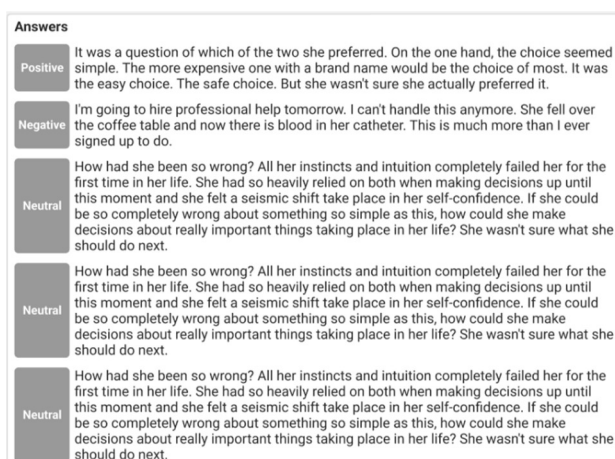 Answers
Positive
It was a question of which of the two she preferred. On the one hand, the choice seemed
simple. The more expensive one with a brand name would be the choice of most. It was
the easy choice. The safe choice. But she wasn't sure she actually preferred it.
Negative
I'm going to hire professional help tomorrow. I can't handle this anymore. She fell over
the coffee table and now there is blood in her catheter. This is much more than I ever
signed up to do.
Neutral
How had she been so wrong? All her instincts and intuition completely failed her for the
first time in her life. She had so heavily relied on both when making decisions up until
this moment and she felt a seismic shift take place in her self-confidence. If she could
be so completely wrong about something so simple as this, how could she make
decisions about really important things taking place in her life? She wasn't sure what she
should do next.
Neutral
How had she been so wrong? All her instincts and intuition completely failed her for the
first time in her life. She had so heavily relied on both when making decisions up until
this moment and she felt a seismic shift take place in her self-confidence. If she could
be so completely wrong about something so simple as this, how could she make
decisions about really important things taking place in her life? She wasn't sure what she
should do next.
Neutral
How had she been so wrong? All her instincts and intuition completely failed her for the
first time in her life. She had so heavily relied on both when making decisions up until
this moment and she felt a seismic shift take place in her self-confidence. If she could
be so completely wrong about something so simple as this, how could she make
decisions about really important things taking place in her life? She wasn't sure what she
should do next.